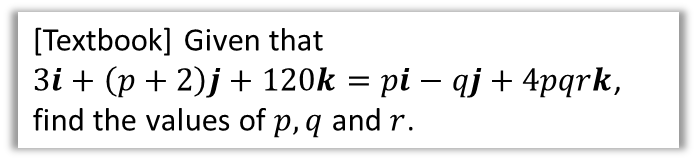 [Textbook] Given that
3𝒊 + (𝑝 + 2)𝒋 + 120𝒌 = 𝑝𝒊 − 𝑞𝒋 + 4𝑝𝑞𝑟𝒌,
find the values of 𝑝, 𝑞 and 𝑟.